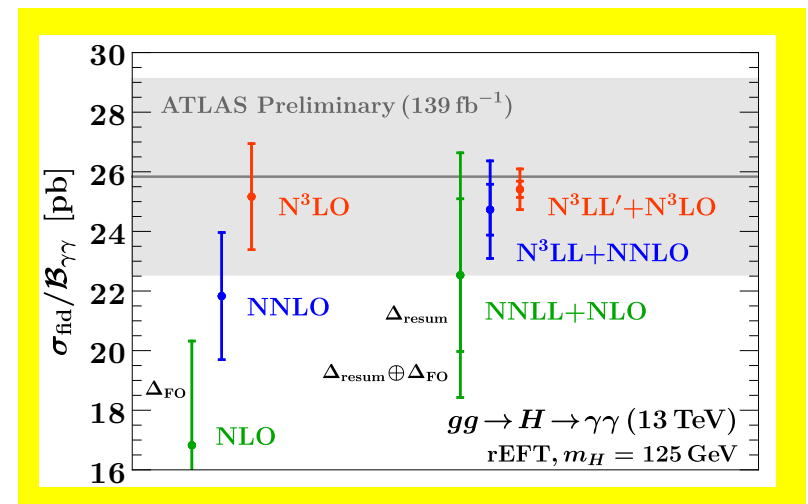 30
28
26
24
22
20
18
16
σfid/𝓑γγ [pb]
ATLAS Preliminary (139 fb⁻¹)
N³LO
N³LL′+N³LO
N³LL+NNLO
NNLO
NNLL+NLO
Δresum
Δresum⊕ΔFO
ΔFO
NLO
gg→H→γγ (13 TeV)
rEFT, mH = 125 GeV